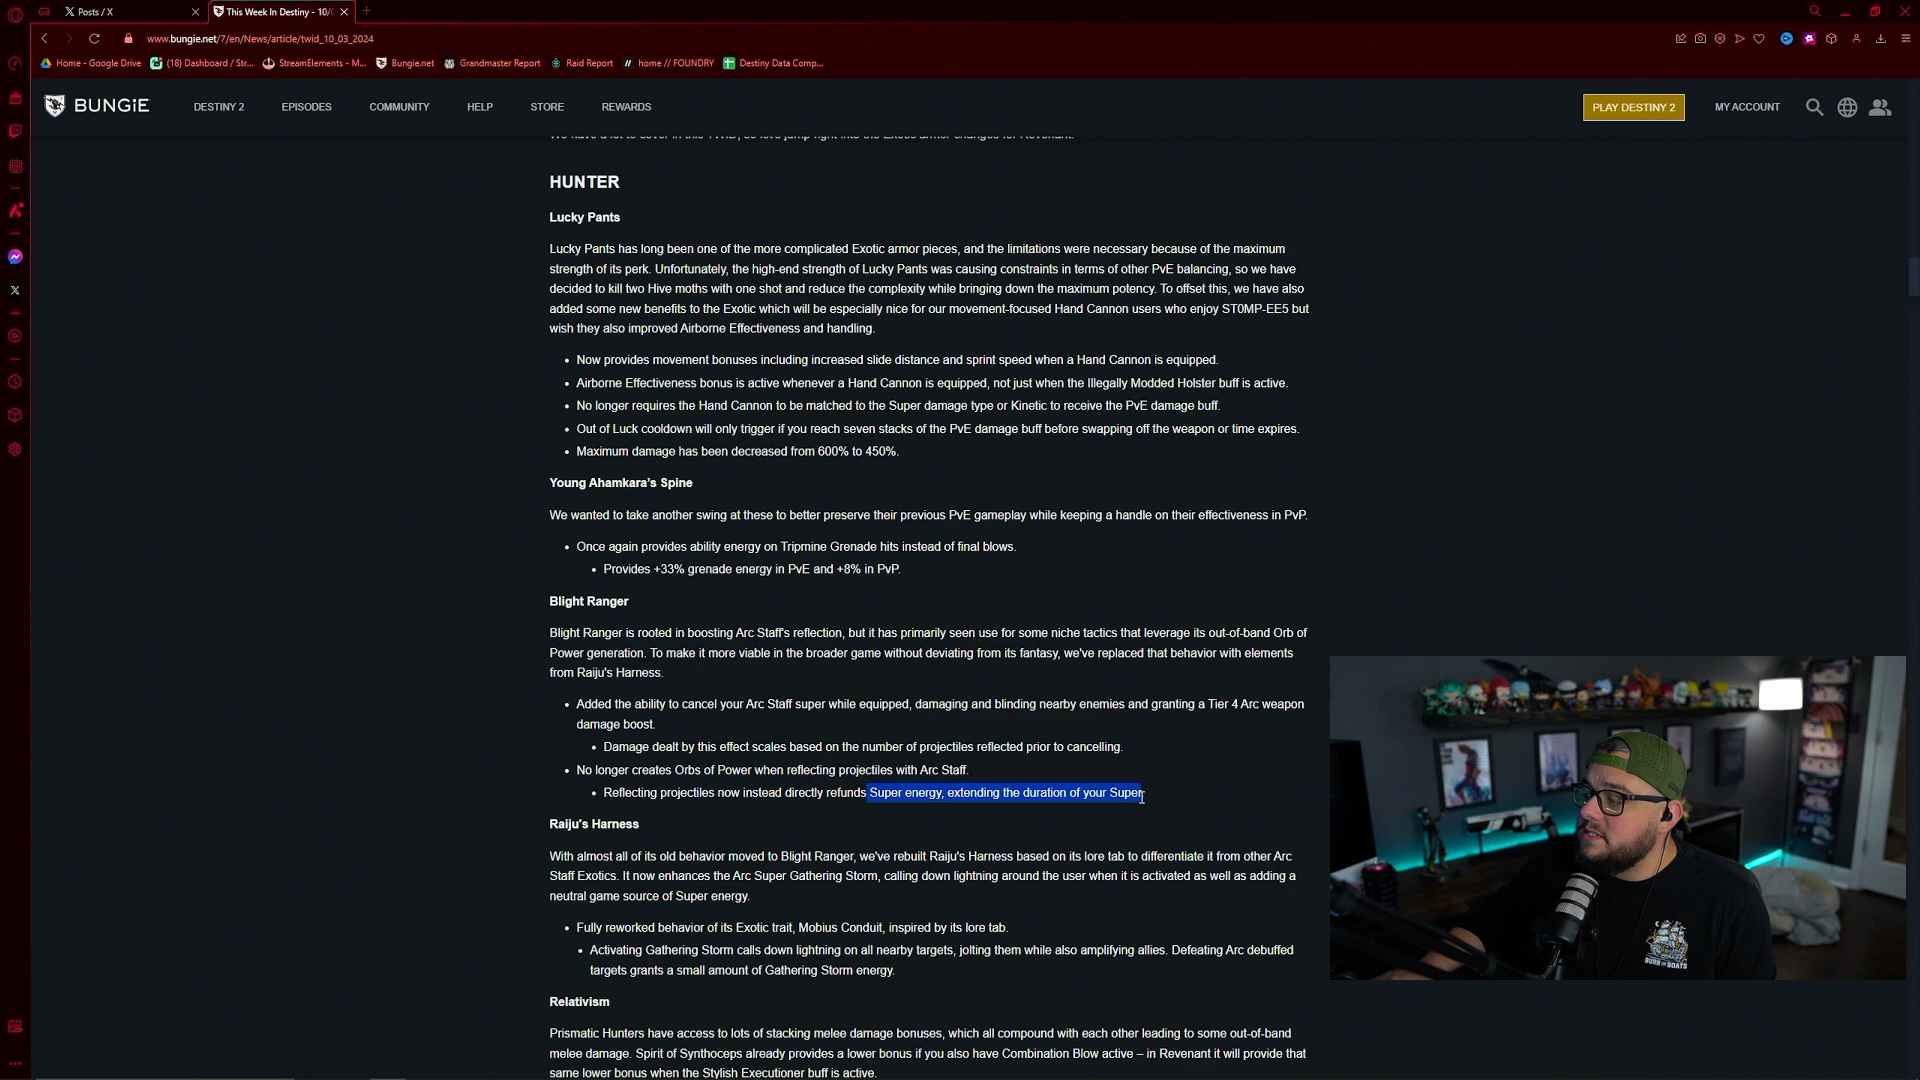 Posts / X
This Week In Destiny - 10/
www.bungie.net/7/en/News/article/twid_10_03_2024
Home - Google Drive
(18) Dashboard / Str...
StreamElements - M...
Bungie.net
Grandmaster Report
Raid Report
home // FOUNDRY
Destiny Data Comp...
BUNGiE
DESTINY 2
EPISODES
COMMUNITY
HELP
STORE
REWARDS
PLAY DESTINY 2
MY ACCOUNT
HUNTER
Lucky Pants
Lucky Pants has long been one of the more complicated Exotic armor pieces, and the limitations were necessary because of the maximum
strength of its perk. Unfortunately, the high-end strength of Lucky Pants was causing constraints in terms of other PvE balancing, so we have
decided to kill two Hive moths with one shot and reduce the complexity while bringing down the maximum potency. To offset this, we have also
added some new benefits to the Exotic which will be especially nice for our movement-focused Hand Cannon users who enjoy ST0MP-EE5 but
wish they also improved Airborne Effectiveness and handling.
• Now provides movement bonuses including increased slide distance and sprint speed when a Hand Cannon is equipped.
• Airborne Effectiveness bonus is active whenever a Hand Cannon is equipped, not just when the Illegally Modded Holster buff is active.
• No longer requires the Hand Cannon to be matched to the Super damage type or Kinetic to receive the PvE damage buff.
• Out of Luck cooldown will only trigger if you reach seven stacks of the PvE damage buff before swapping off the weapon or time expires.
• Maximum damage has been decreased from 600% to 450%.
Young Ahamkara's Spine
We wanted to take another swing at these to better preserve their previous PvE gameplay while keeping a handle on their effectiveness in PvP.
• Once again provides ability energy on Tripmine Grenade hits instead of final blows.
• Provides +33% grenade energy in PvE and +8% in PvP.
Blight Ranger
Blight Ranger is rooted in boosting Arc Staff's reflection, but it has primarily seen use for some niche tactics that leverage its out-of-band Orb of
Power generation. To make it more viable in the broader game without deviating from its fantasy, we've replaced that behavior with elements
from Raiju's Harness.
• Added the ability to cancel your Arc Staff super while equipped, damaging and blinding nearby enemies and granting a Tier 4 Arc weapon
damage boost.
• Damage dealt by this effect scales based on the number of projectiles reflected prior to cancelling.
• No longer creates Orbs of Power when reflecting projectiles with Arc Staff.
• Reflecting projectiles now instead directly refunds Super energy, extending the duration of your Super.
Raiju's Harness
With almost all of its old behavior moved to Blight Ranger, we've rebuilt Raiju's Harness based on its lore tab to differentiate it from other Arc
Staff Exotics. It now enhances the Arc Super Gathering Storm, calling down lightning around the user when it is activated as well as adding a
neutral game source of Super energy.
• Fully reworked behavior of its Exotic trait, Mobius Conduit, inspired by its lore tab.
• Activating Gathering Storm calls down lightning on all nearby targets, jolting them while also amplifying allies. Defeating Arc debuffed
targets grants a small amount of Gathering Storm energy.
Relativism
Prismatic Hunters have access to lots of stacking melee damage bonuses, which all compound with each other leading to some out-of-band
melee damage. Spirit of Synthoceps already provides a lower bonus if you also have Combination Blow active – in Revenant it will provide that
same lower bonus when the Stylish Executioner buff is active.